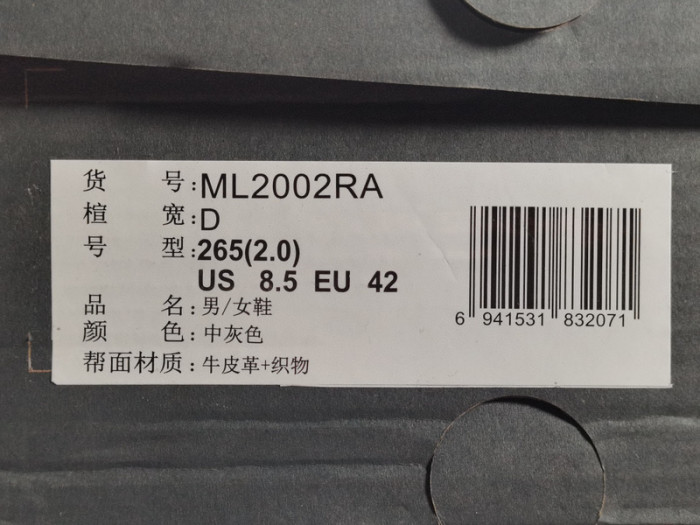 货 号:ML2002RA
楦 宽:D
号 型:265(2.0)
US 8.5 EU 42
品 名:男/女鞋
颜 色:中灰色
帮面材质:牛皮革+织物
6 941531 832071